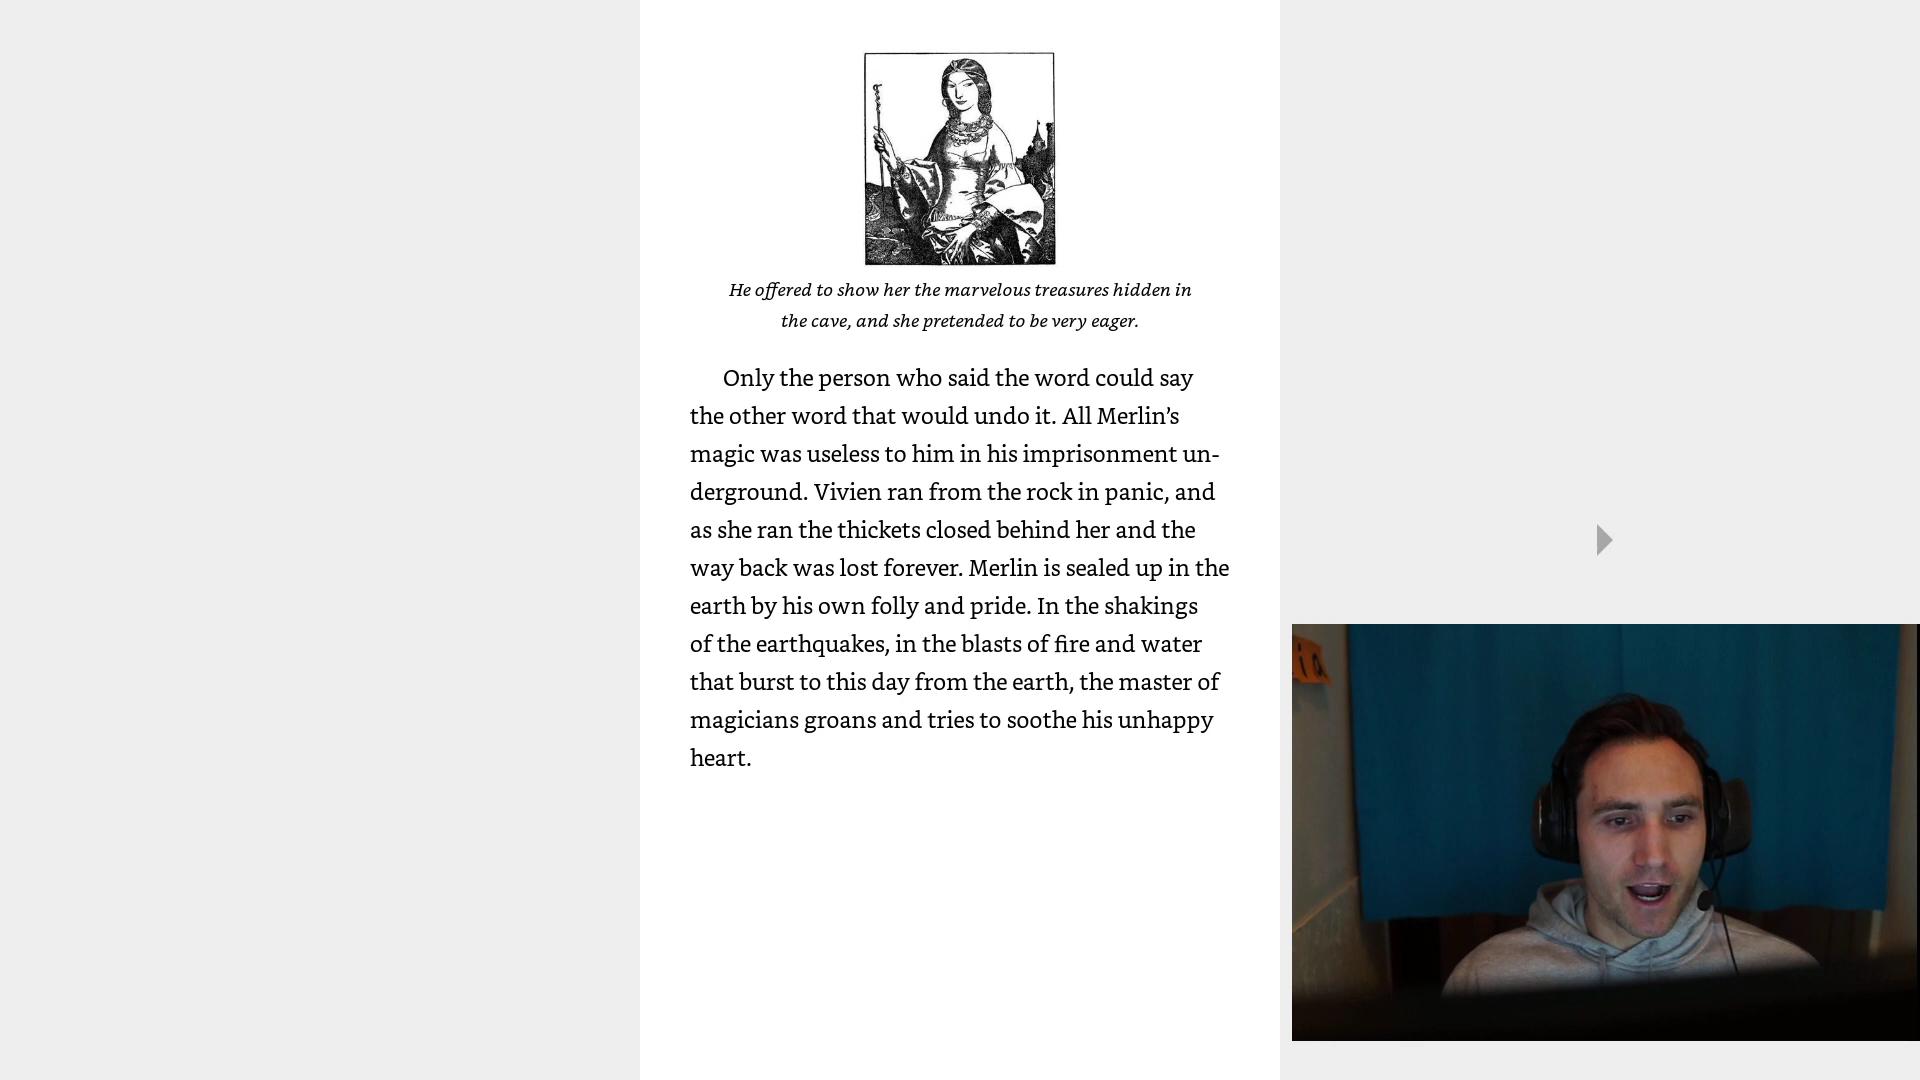 He offered to show her the marvelous treasures hidden in
the cave, and she pretended to be very eager.
Only the person who said the word could say
the other word that would undo it. All Merlin’s
magic was useless to him in his imprisonment un-
derground. Vivien ran from the rock in panic, and
as she ran the thickets closed behind her and the
way back was lost forever. Merlin is sealed up in the
earth by his own folly and pride. In the shakings
of the earthquakes, in the blasts of fire and water
that burst to this day from the earth, the master of
magicians groans and tries to soothe his unhappy
heart.